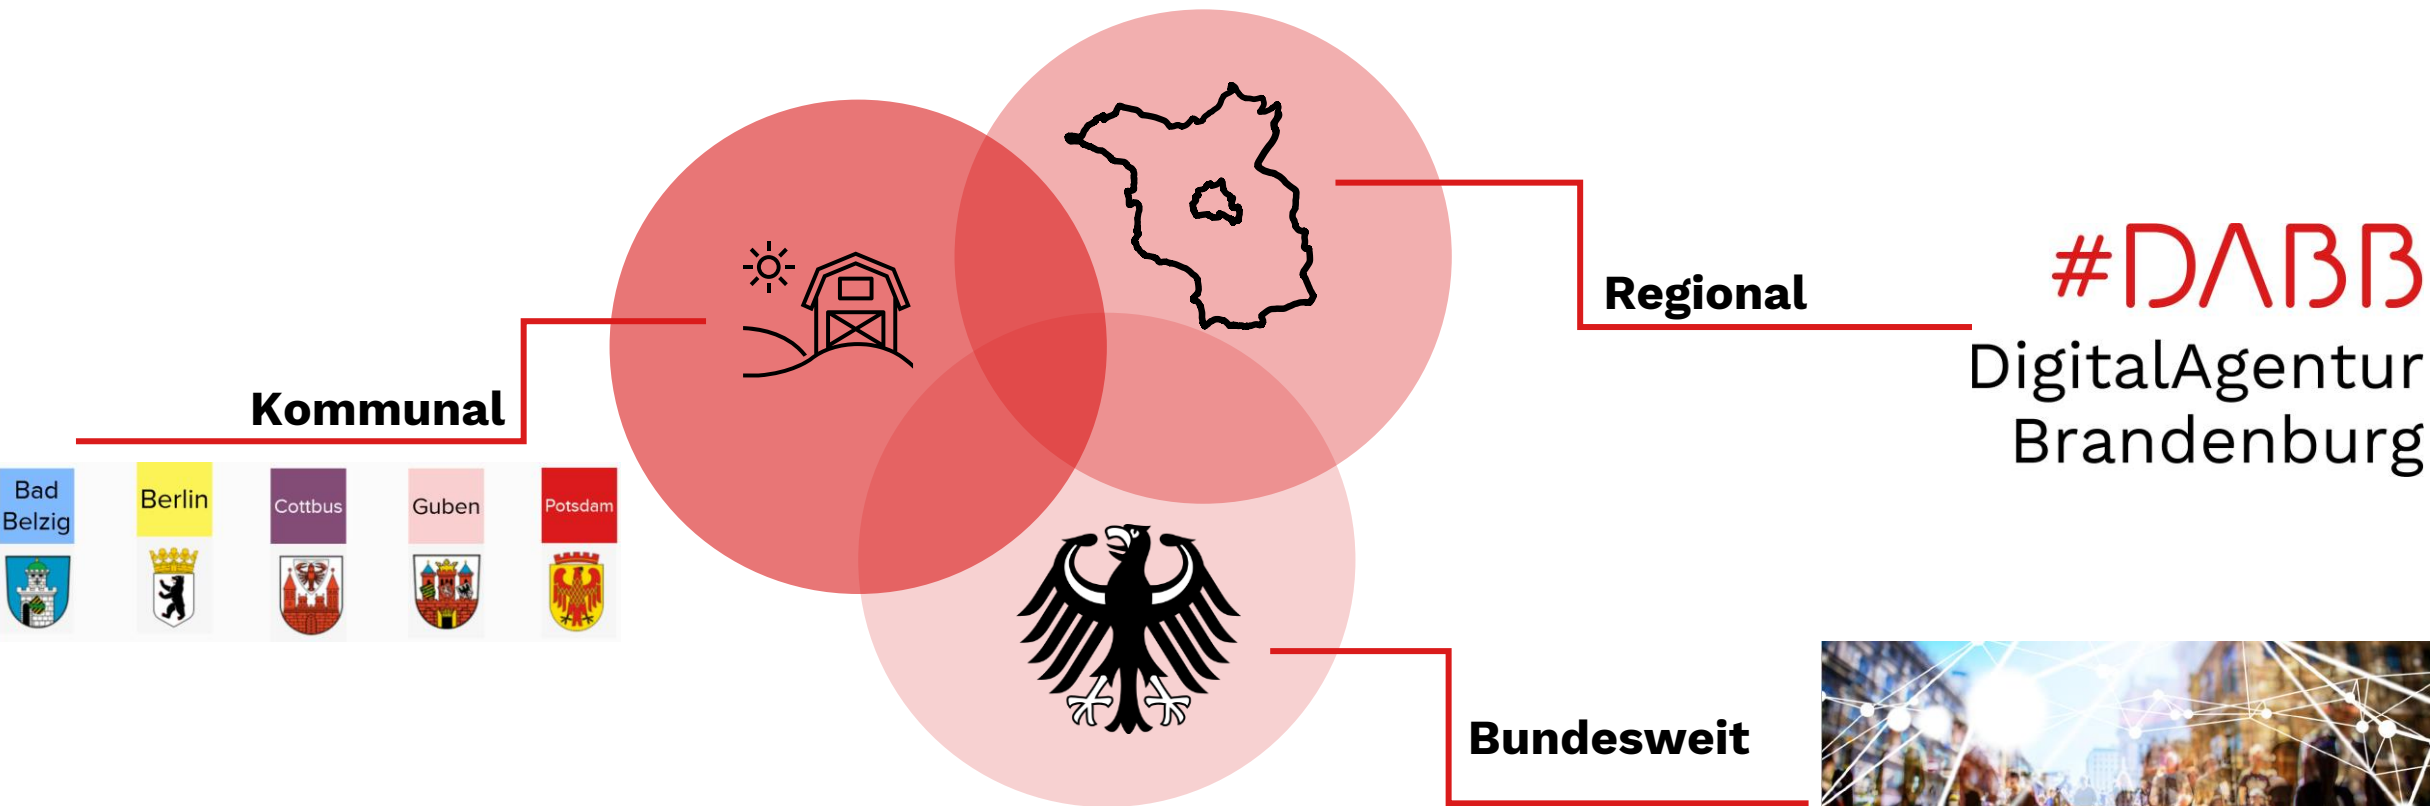 Regional
#DABB
DigitalAgentur
Brandenburg
Kommunal
Bad
Belzig
Berlin
Cottbus
Guben
Potsdam
Bundesweit